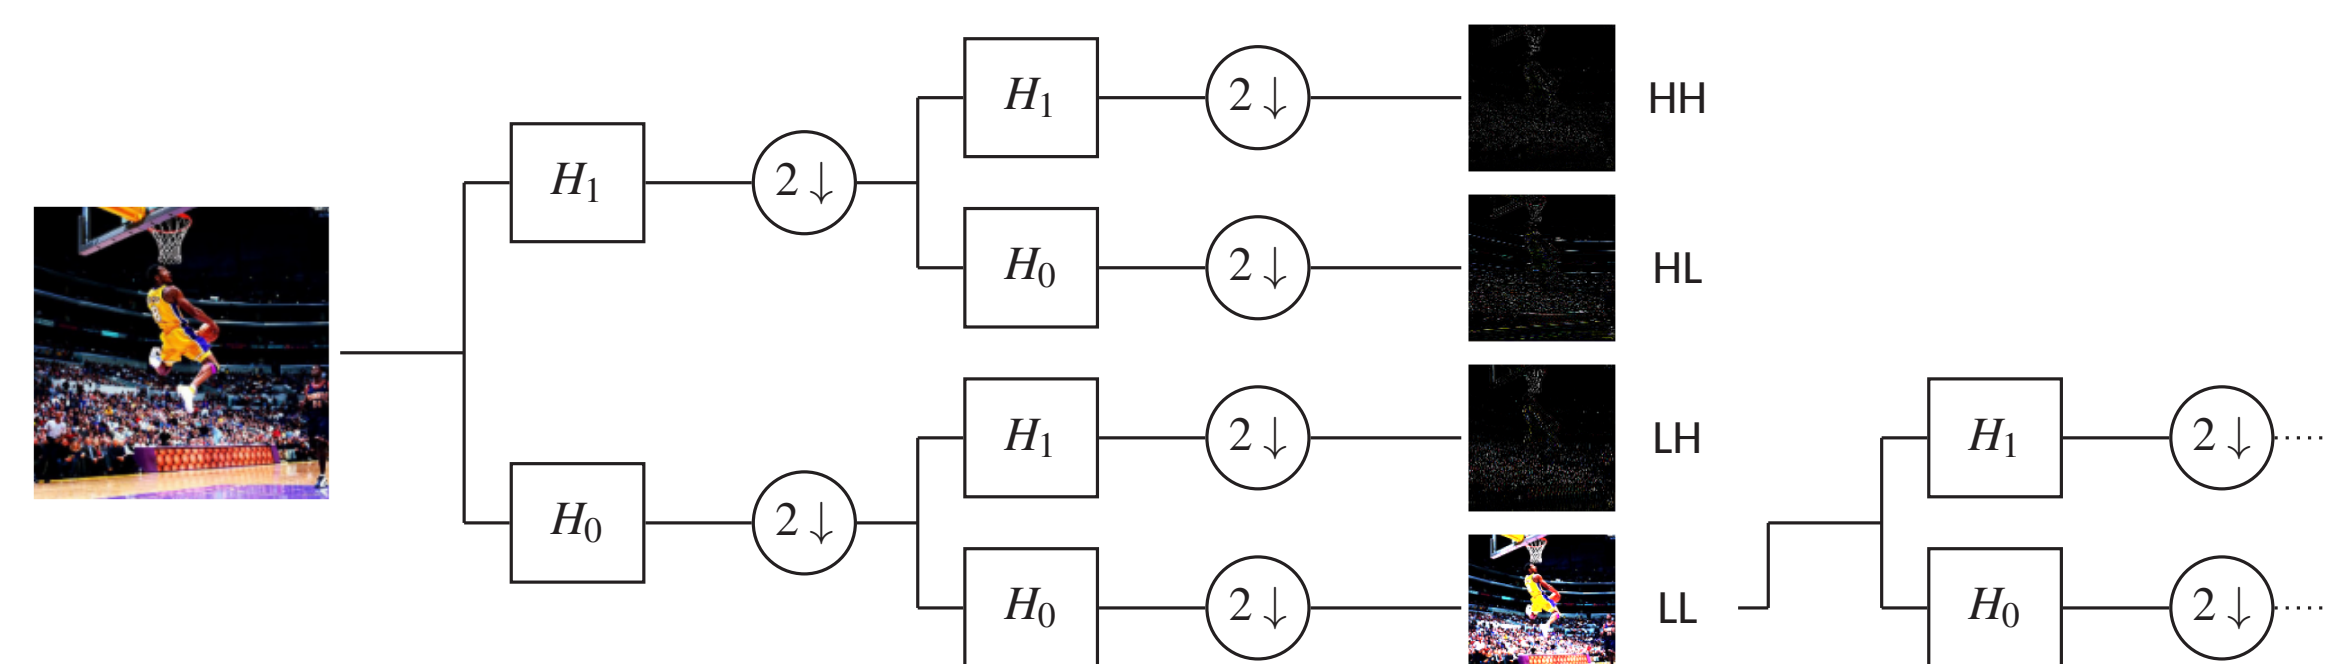 H₁ 2↓ HH
H₁ 2↓
H₀ 2↓ HL
H₁ 2↓ LH H₁ 2↓
H₀ 2↓
H₀ 2↓ LL H₀ 2↓